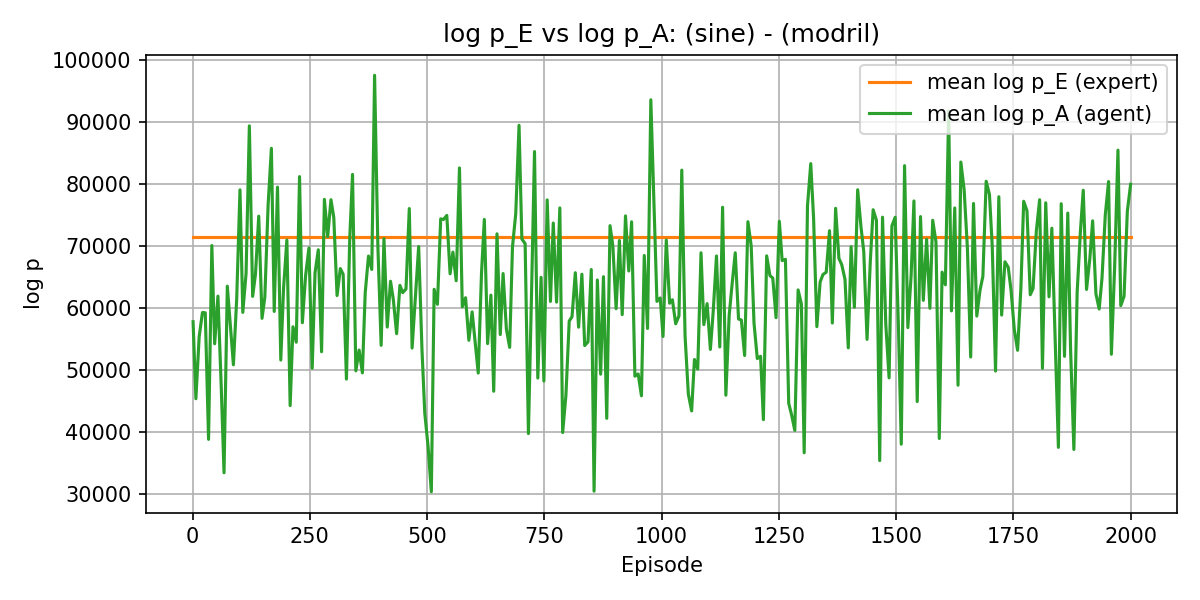 log p_E vs log p_A: (sine) - (modril)
mean log p_E (expert)
mean log p_A (agent)
log p
100000
90000
80000
70000
60000
50000
40000
30000
0 250 500 750 1000 1250 1500 1750 2000
Episode